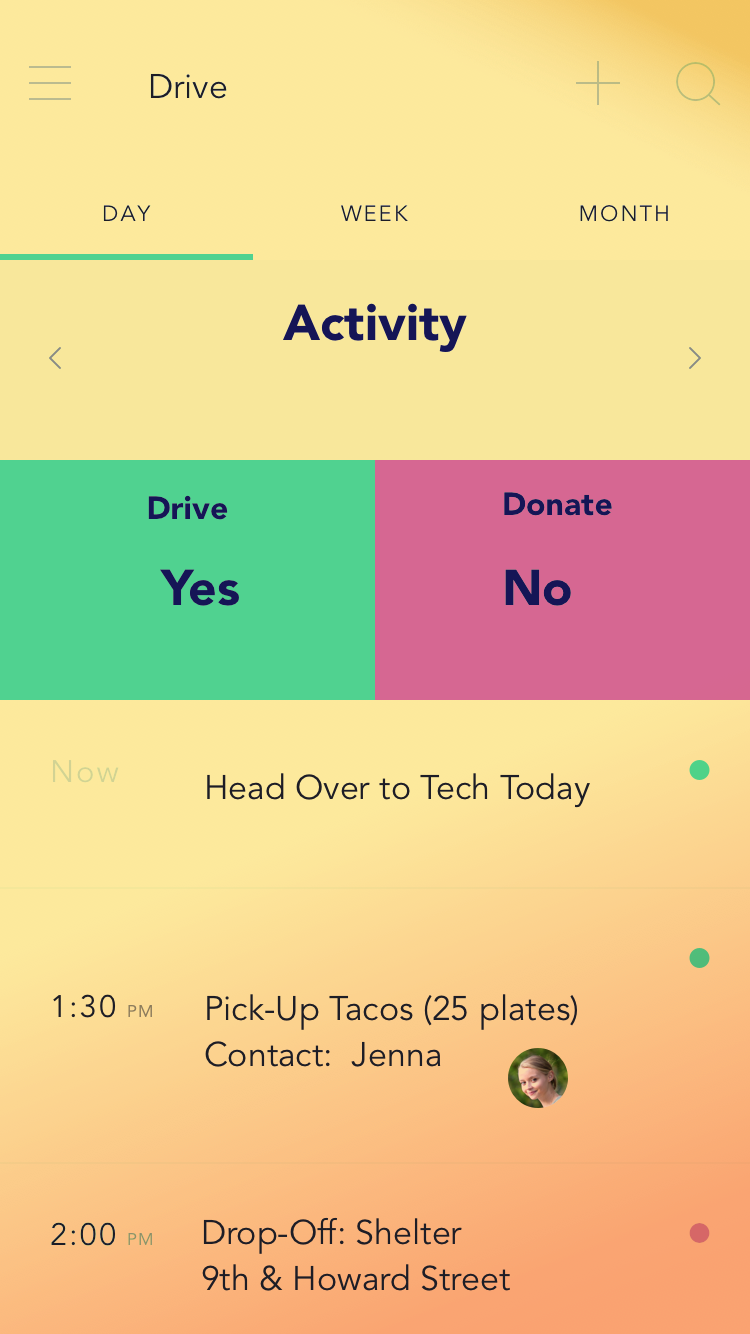 Drive
DAY WEEK MONTH
Activity
Drive
Yes
Donate
No
Now
Head Over to Tech Today
1:30 PM
Pick-Up Tacos (25 plates)
Contact: Jenna
2:00 PM
Drop-Off: Shelter
9th & Howard Street